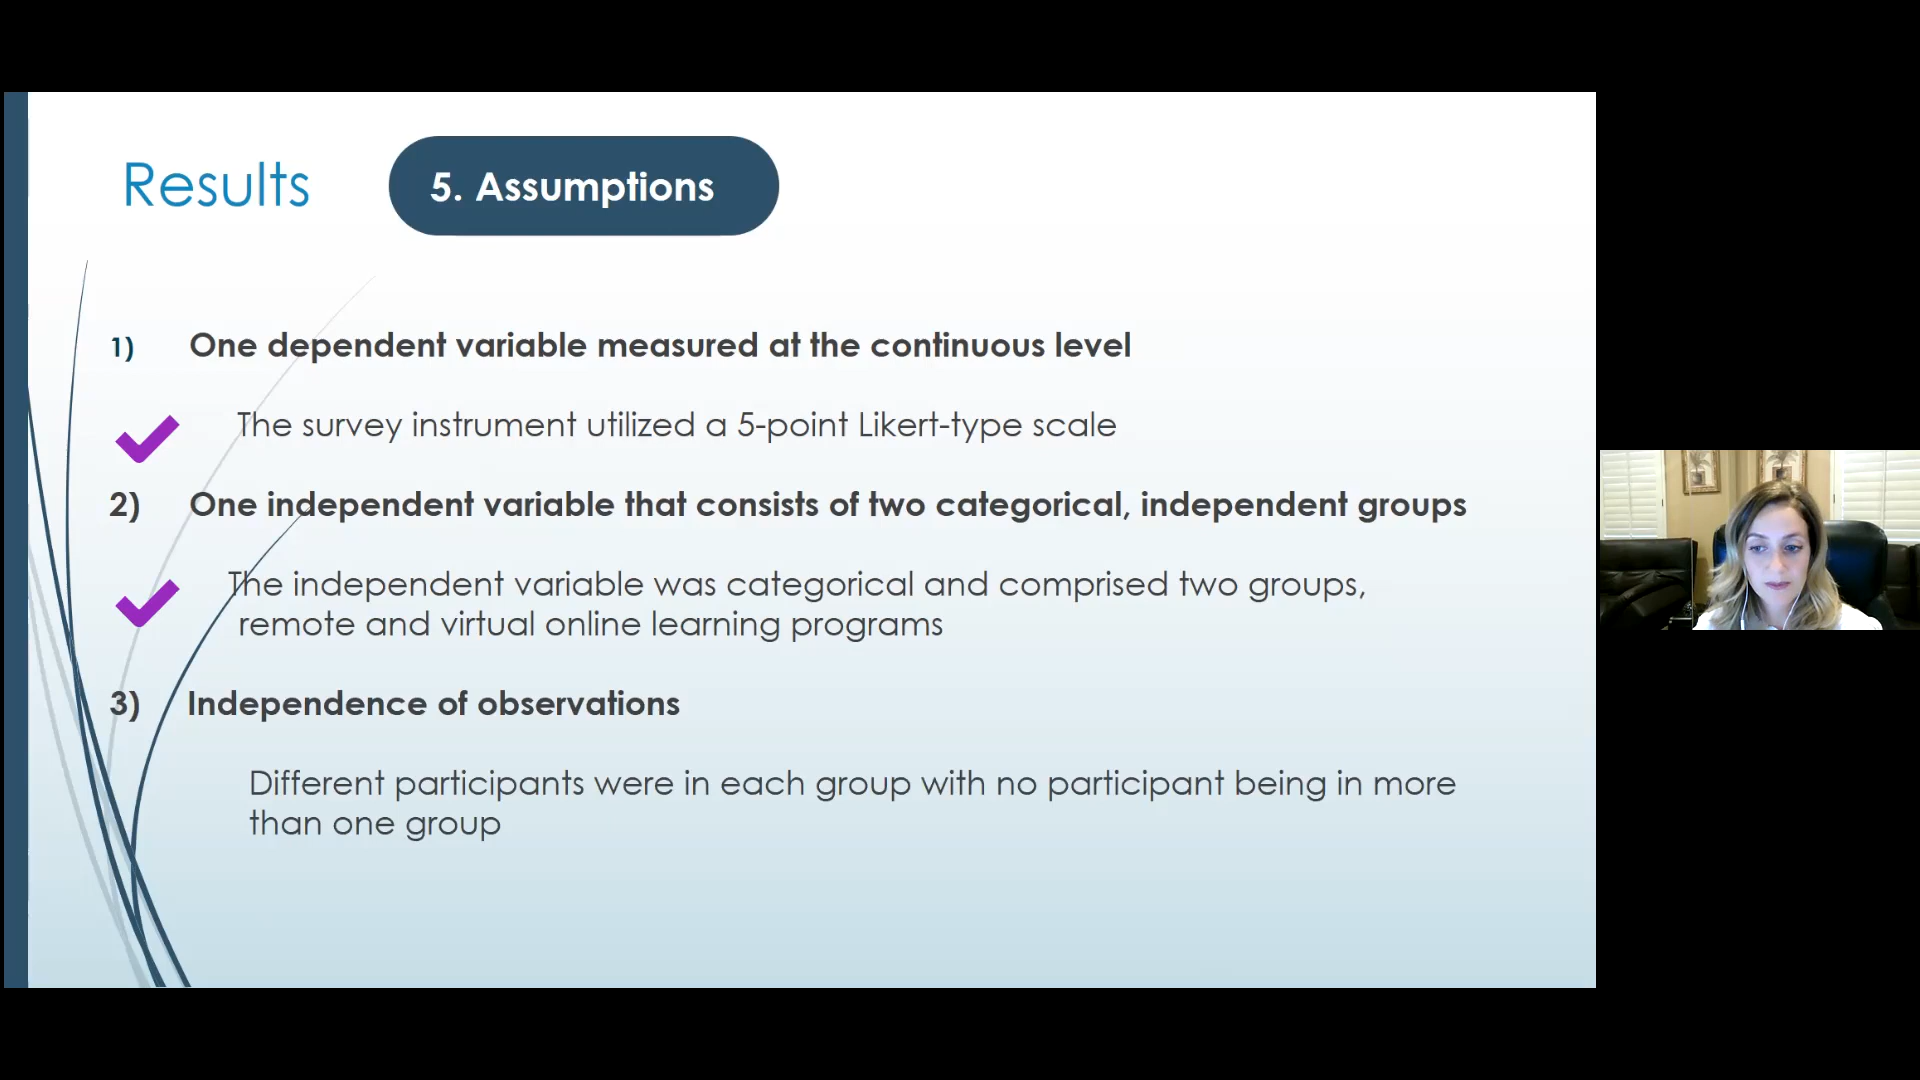 Results
5. Assumptions
1) One dependent variable measured at the continuous level
The survey instrument utilized a 5-point Likert-type scale
2) One independent variable that consists of two categorical, independent groups
The independent variable was categorical and comprised two groups,
remote and virtual online learning programs
3) Independence of observations
Different participants were in each group with no participant being in more
than one group